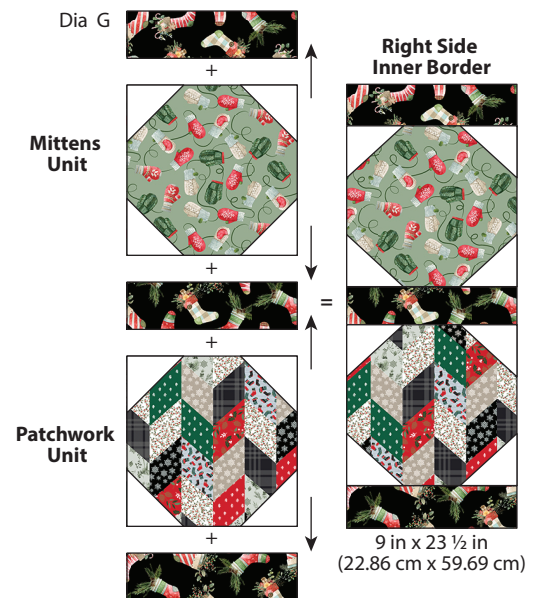 Dia G
+
Mittens
Unit
+
+
Patchwork
Unit
+
=
Right Side
Inner Border
9 in x 23 ½ in
(22.86 cm x 59.69 cm)